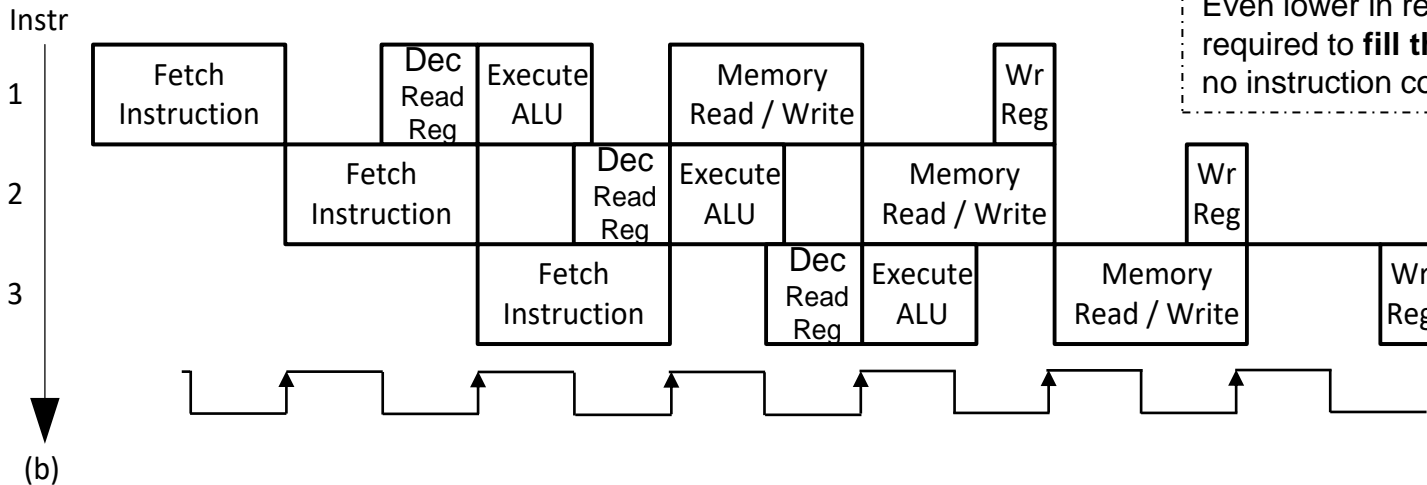 Instr
Even lower in re
required to fill th
no instruction co
1
Fetch
Instruction
Dec
Read
Reg
Execute
ALU
Memory
Read / Write
Wr
Reg
2
Fetch
Instruction
Dec
Read
Reg
Execute
ALU
Memory
Read / Write
Wr
Reg
3
Fetch
Instruction
Dec
Read
Reg
Execute
ALU
Memory
Read / Write
Wr
Reg
(b)